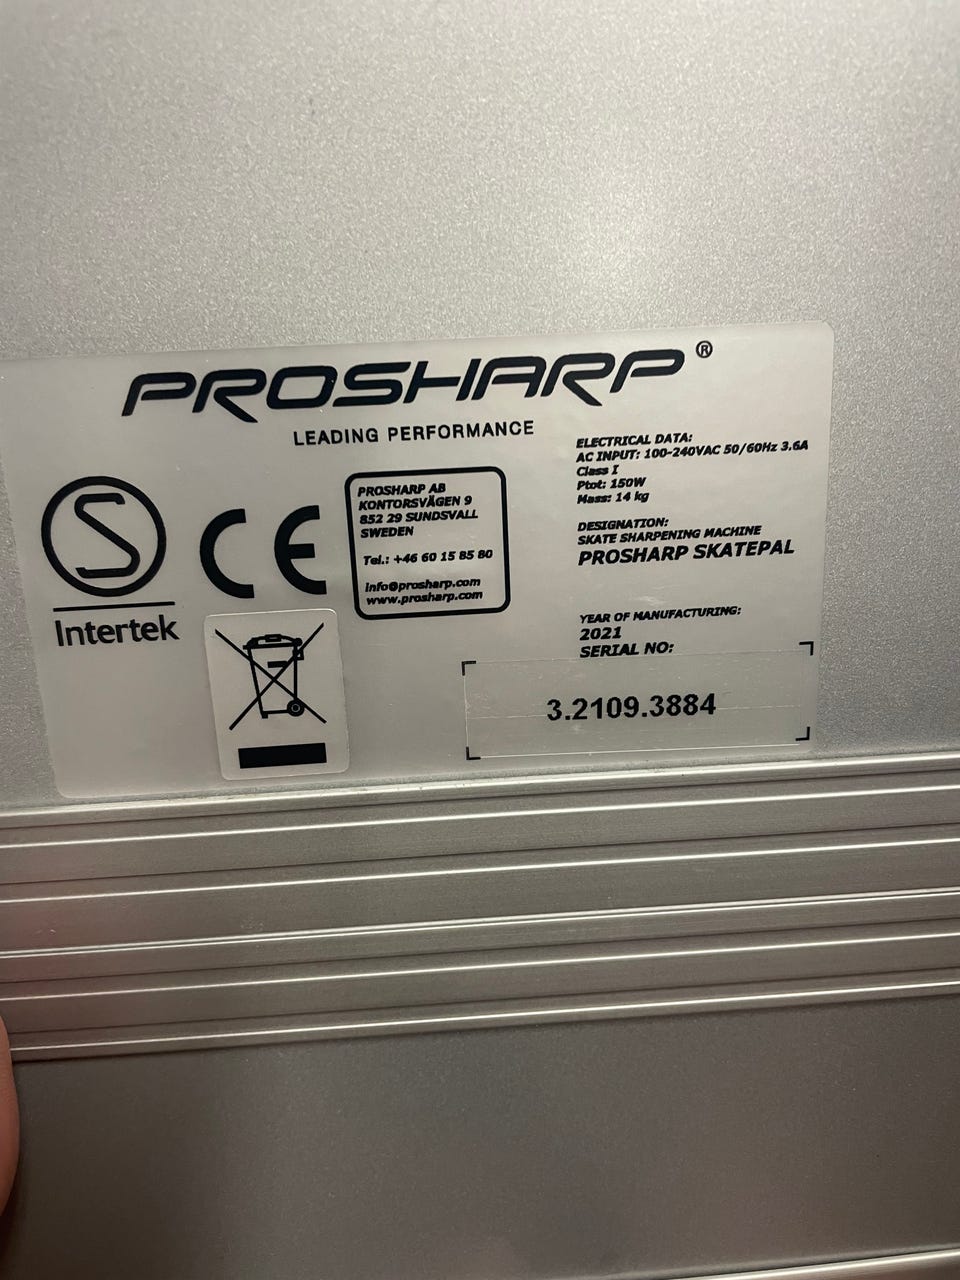 PROSHARP®
LEADING PERFORMANCE
S
Intertek
CE
PROSHARP AB
KONTORSVÄGEN 9
852 29 SUNDSVALL
SWEDEN
Tel.: +46 60 15 85 80
info@prosharp.com
www.prosharp.com
ELECTRICAL DATA:
AC INPUT: 100-240VAC 50/60Hz 3.6A
Class I
Ptot: 150W
Mass: 14 kg
DESIGNATION:
SKATE SHARPENING MACHINE
PROSHARP SKATEPAL
YEAR OF MANUFACTURING:
2021
SERIAL NO:
3.2109.3884